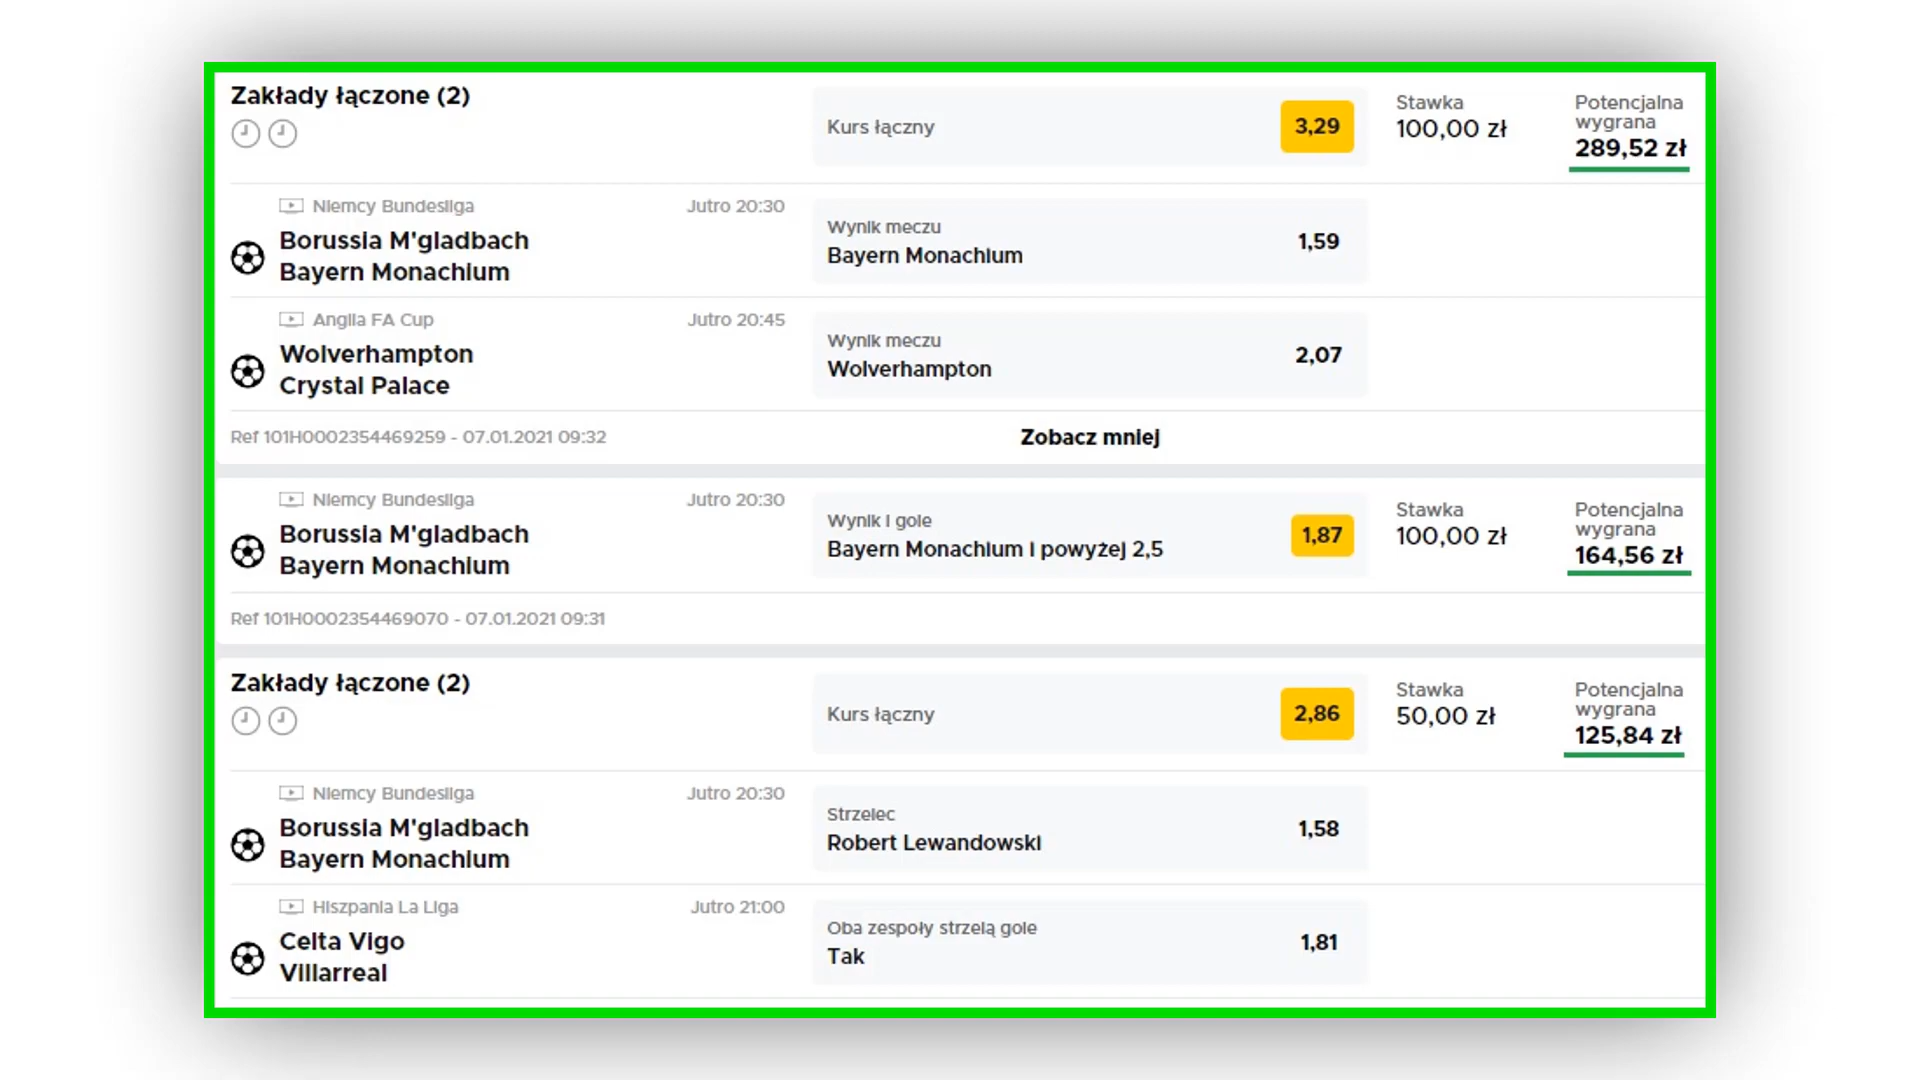 Zakłady łączone (2)
Kurs łączny
3,29
Stawka
100,00 zł
Potencjalna
wygrana
289,52 zł
Niemcy Bundesliga
Jutro 20:30
Borussia M'gladbach
Bayern Monachium
Wynik meczu
Bayern Monachium
1,59
Anglia FA Cup
Jutro 20:45
Wolverhampton
Crystal Palace
Wynik meczu
Wolverhampton
2,07
Ref 101H0002354469259 - 07.01.2021 09:32
Zobacz mniej
Niemcy Bundesliga
Jutro 20:30
Borussia M'gladbach
Bayern Monachium
Wynik i gole
Bayern Monachium i powyżej 2,5
1,87
Stawka
100,00 zł
Potencjalna
wygrana
164,56 zł
Ref 101H0002354469070 - 07.01.2021 09:31
Zakłady łączone (2)
Kurs łączny
2,86
Stawka
50,00 zł
Potencjalna
wygrana
125,84 zł
Niemcy Bundesliga
Jutro 20:30
Borussia M'gladbach
Bayern Monachium
Strzelec
Robert Lewandowski
1,58
Hiszpania La Liga
Jutro 21:00
Celta Vigo
Villarreal
Oba zespoły strzelą gole
Tak
1,81